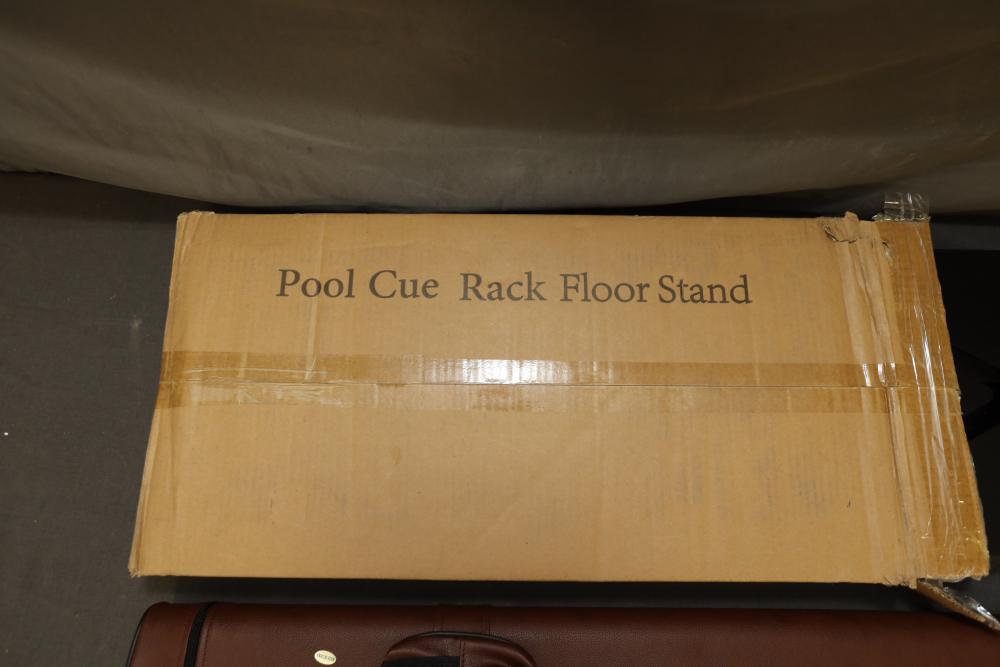 Pool Cue Rack Floor Stand